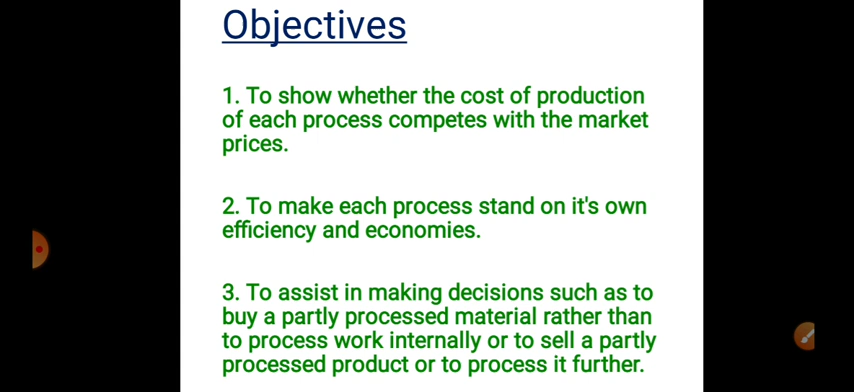 Objectives
1. To show whether the cost of production
of each process competes with the market
prices.
2. To make each process stand on it's own
efficiency and economies.
3. To assist in making decisions such as to
buy a partly processed material rather than
to process work internally or to sell a partly
processed product or to process it further.